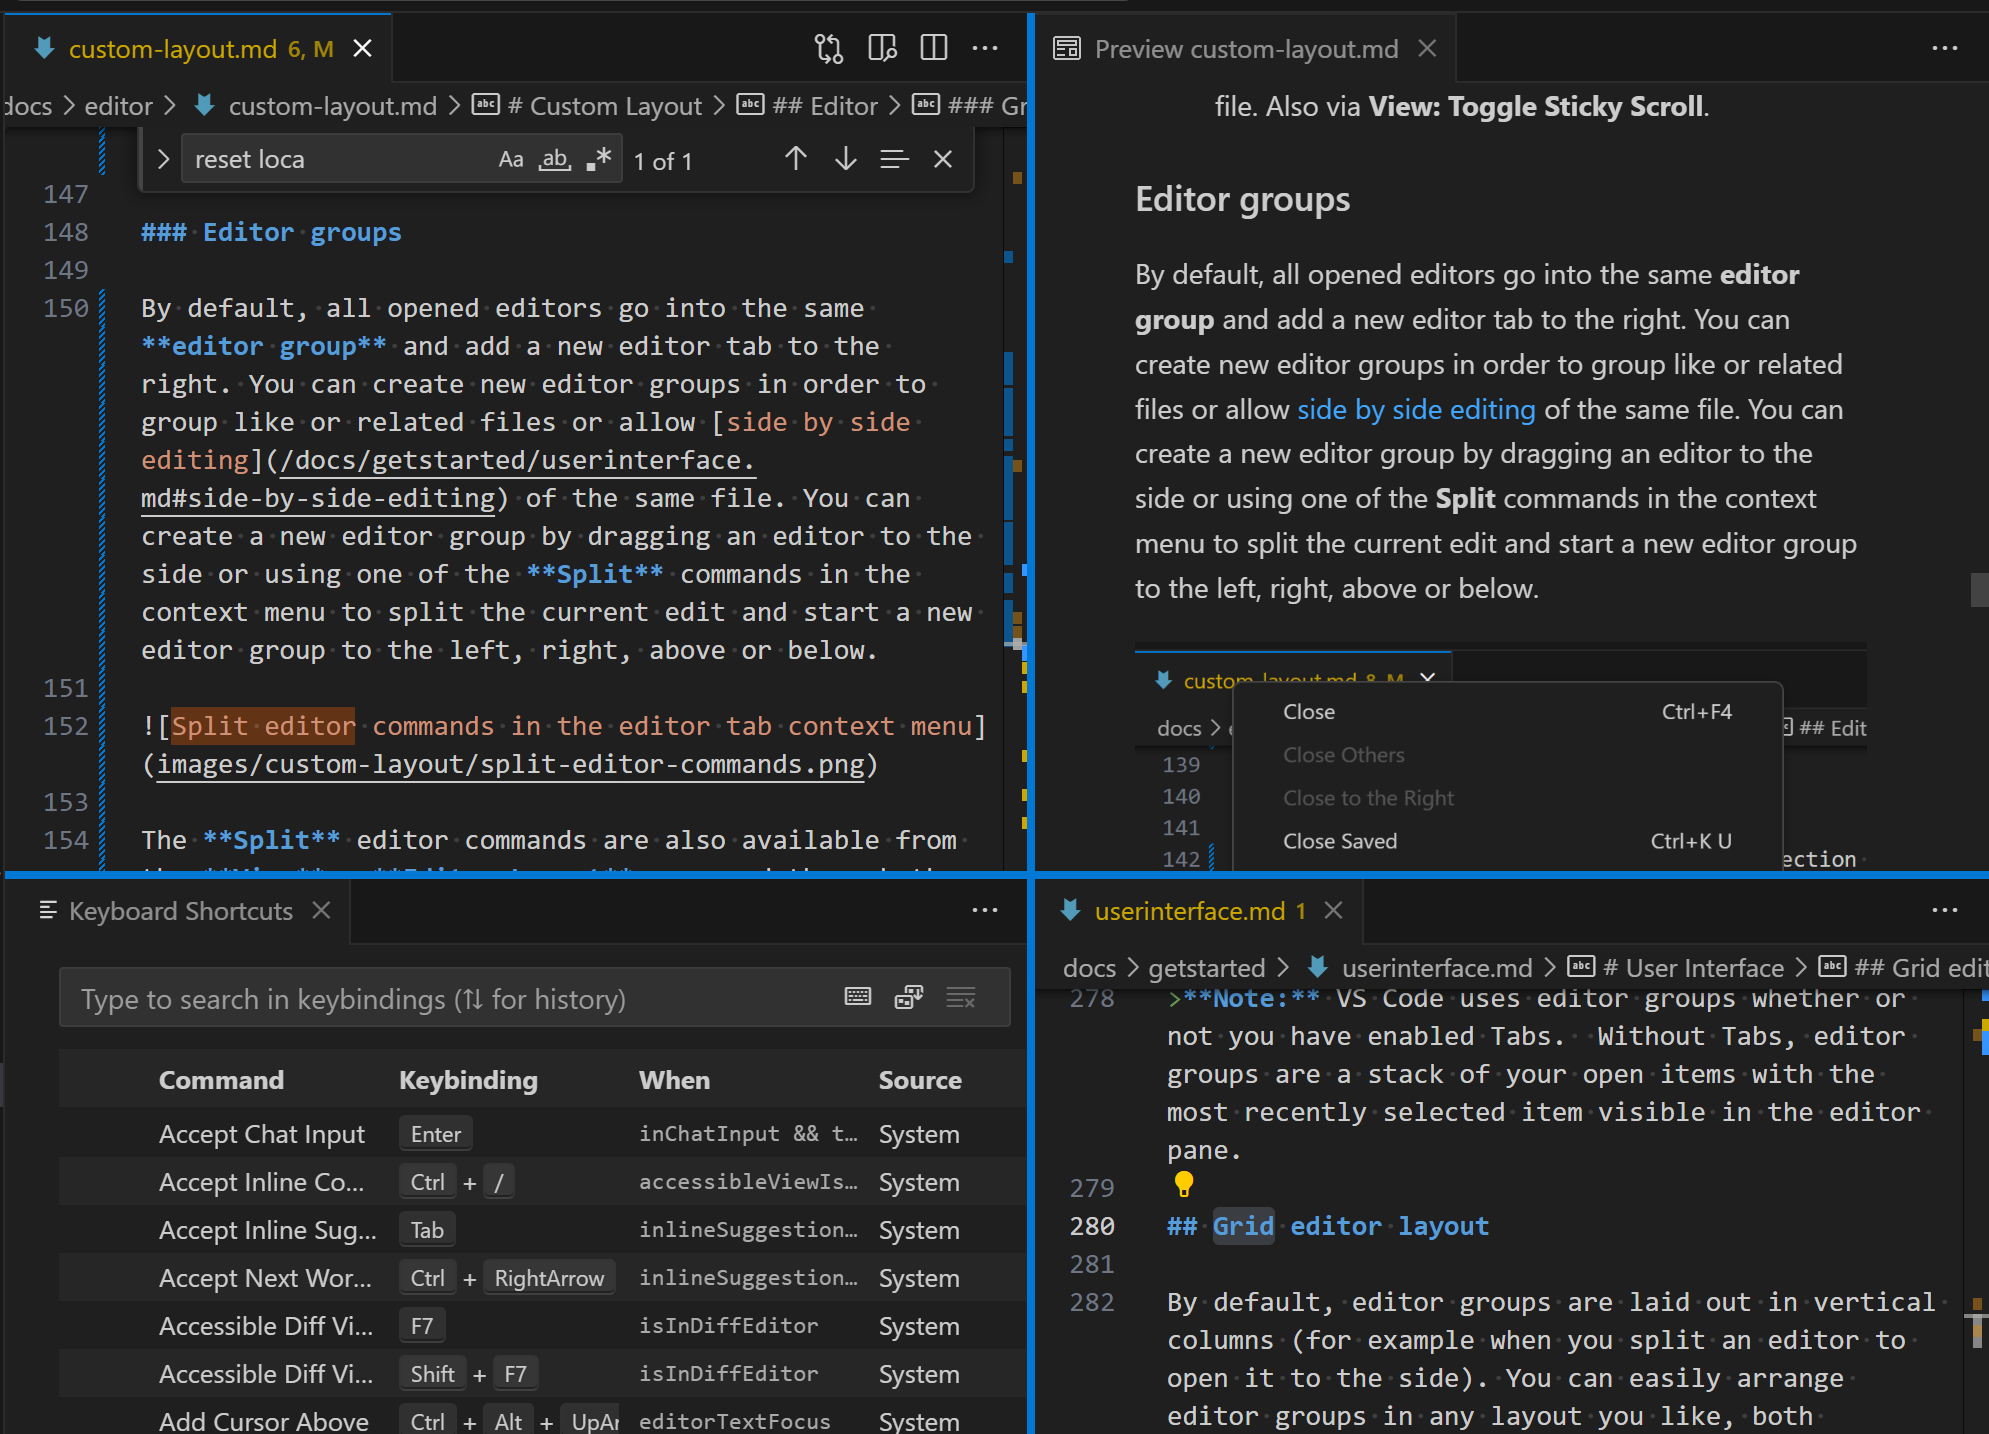 custom-layout.md 6, M
docs > editor > custom-layout.md > # Custom Layout > ## Editor > ### Gr
reset loca
Aa ab .* 1 of 1
147
148 ### Editor groups
149
150 By default, all opened editors go into the same
**editor group** and add a new editor tab to the
right. You can create new editor groups in order to
group like or related files or allow [side by side
editing](/docs/getstarted/userinterface.
md#side-by-side-editing) of the same file. You can
create a new editor group by dragging an editor to the
side or using one of the **Split** commands in the
context menu to split the current edit and start a new
editor group to the left, right, above or below.
151
152 ![Split editor commands in the editor tab context menu]
(images/custom-layout/split-editor-commands.png)
153
154 The **Split** editor commands are also available from
Preview custom-layout.md
file. Also via View: Toggle Sticky Scroll.
Editor groups
By default, all opened editors go into the same editor
group and add a new editor tab to the right. You can
create new editor groups in order to group like or related
files or allow side by side editing of the same file. You can
create a new editor group by dragging an editor to the
side or using one of the Split commands in the context
menu to split the current edit and start a new editor group
to the left, right, above or below.
custom-layout.md 8, M
docs > ## Edit
Close Ctrl+F4
139 Close Others
140 Close to the Right
141 Close Saved Ctrl+K U
142 ection
Keyboard Shortcuts
Type to search in keybindings (⇅ for history)
Command Keybinding When Source
Accept Chat Input Enter inChatInput && t… System
Accept Inline Co... Ctrl + / accessibleViewIs… System
Accept Inline Sug... Tab inlineSuggestion… System
Accept Next Wor... Ctrl + RightArrow inlineSuggestion… System
Accessible Diff Vi... F7 isInDiffEditor System
Accessible Diff Vi... Shift + F7 isInDiffEditor System
Add Cursor Above Ctrl + Alt + UpAr editorTextFocus System
userinterface.md 1
docs > getstarted > userinterface.md > # User Interface > ## Grid edit
278 >**Note:** VS Code uses editor groups whether or
not you have enabled Tabs.  Without Tabs, editor
groups are a stack of your open items with the
most recently selected item visible in the editor
pane.
279
280 ## Grid editor layout
281
282 By default, editor groups are laid out in vertical
columns (for example when you split an editor to
open it to the side). You can easily arrange
editor groups in any layout you like, both